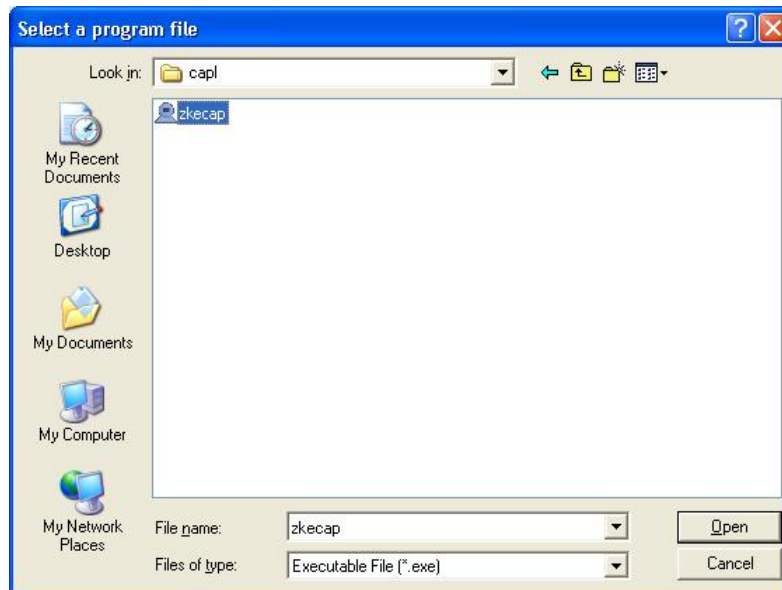 Select a program file
Look in: capl
zkecap
My Recent
Documents
Desktop
My Documents
My Computer
My Network
Places
File name: zkecap Open
Files of type: Executable File (*.exe) Cancel